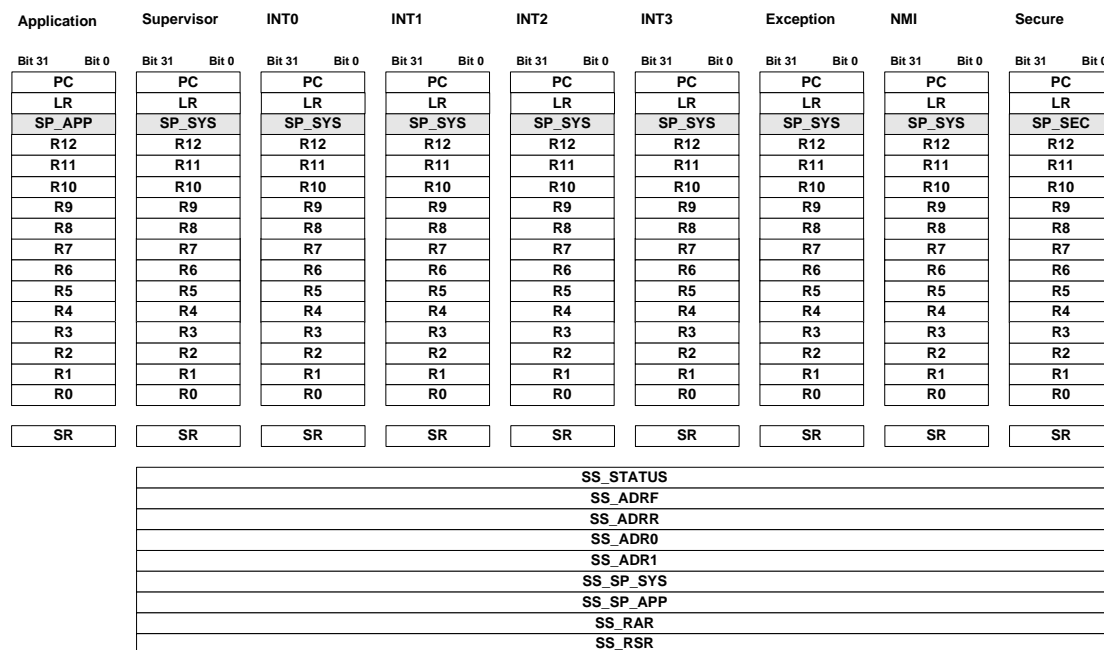 Application Supervisor INT0 INT1 INT2 INT3 Exception NMI Secure
Bit 31 Bit 0 Bit 31 Bit 0 Bit 31 Bit 0 Bit 31 Bit 0 Bit 31 Bit 0 Bit 31 Bit 0 Bit 31 Bit 0 Bit 31 Bit 0 Bit 31 Bit 0
PC PC PC PC PC PC PC PC PC
LR LR LR LR LR LR LR LR LR
SP_APP SP_SYS SP_SYS SP_SYS SP_SYS SP_SYS SP_SYS SP_SYS SP_SEC
R12 R12 R12 R12 R12 R12 R12 R12 R12
R11 R11 R11 R11 R11 R11 R11 R11 R11
R10 R10 R10 R10 R10 R10 R10 R10 R10
R9 R9 R9 R9 R9 R9 R9 R9 R9
R8 R8 R8 R8 R8 R8 R8 R8 R8
R7 R7 R7 R7 R7 R7 R7 R7 R7
R6 R6 R6 R6 R6 R6 R6 R6 R6
R5 R5 R5 R5 R5 R5 R5 R5 R5
R4 R4 R4 R4 R4 R4 R4 R4 R4
R3 R3 R3 R3 R3 R3 R3 R3 R3
R2 R2 R2 R2 R2 R2 R2 R2 R2
R1 R1 R1 R1 R1 R1 R1 R1 R1
R0 R0 R0 R0 R0 R0 R0 R0 R0
SR SR SR SR SR SR SR SR SR
SS_STATUS
SS_ADRF
SS_ADRR
SS_ADR0
SS_ADR1
SS_SP_SYS
SS_SP_APP
SS_RAR
SS_RSR